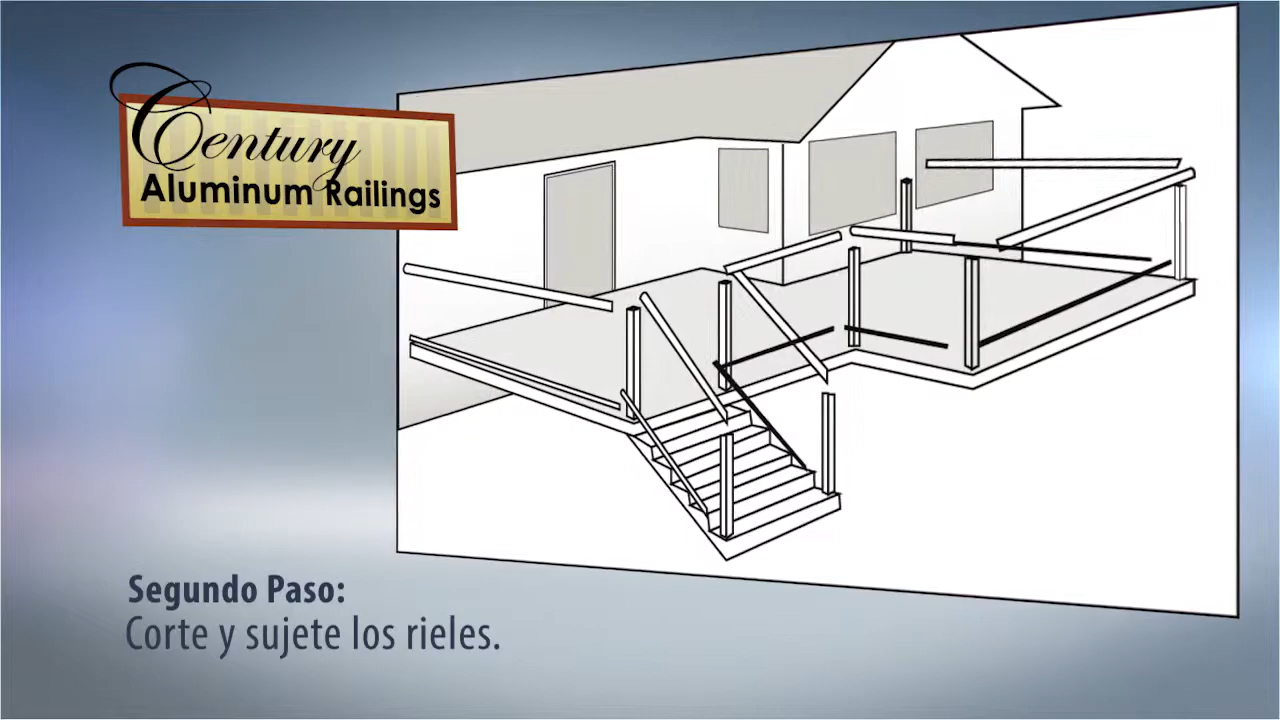 Century
Aluminum Railings
Segundo Paso:
Corte y sujete los rieles.